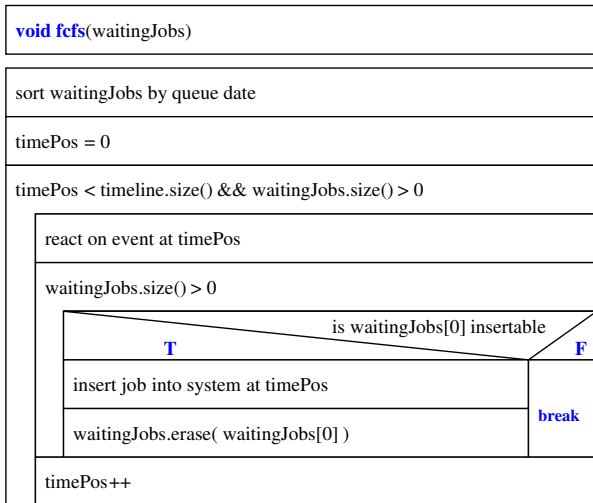 void fcfs(waitingJobs)
sort waitingJobs by queue date
timePos = 0
timePos < timeline.size() && waitingJobs.size() > 0
react on event at timePos
waitingJobs.size() > 0
is waitingJobs[0] insertable
T
F
insert job into system at timePos
break
waitingJobs.erase( waitingJobs[0] )
timePos++